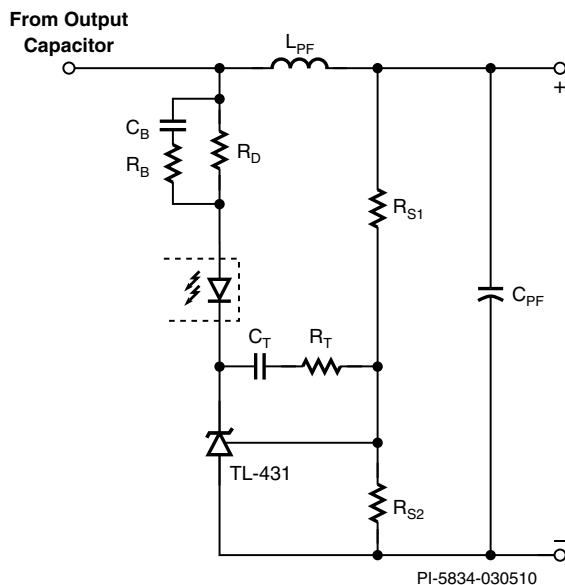 From Output
Capacitor
L_PF
+
C_B
R_B
R_D
R_S1
C_PF
C_T
R_T
TL-431
R_S2
–
PI-5834-030510